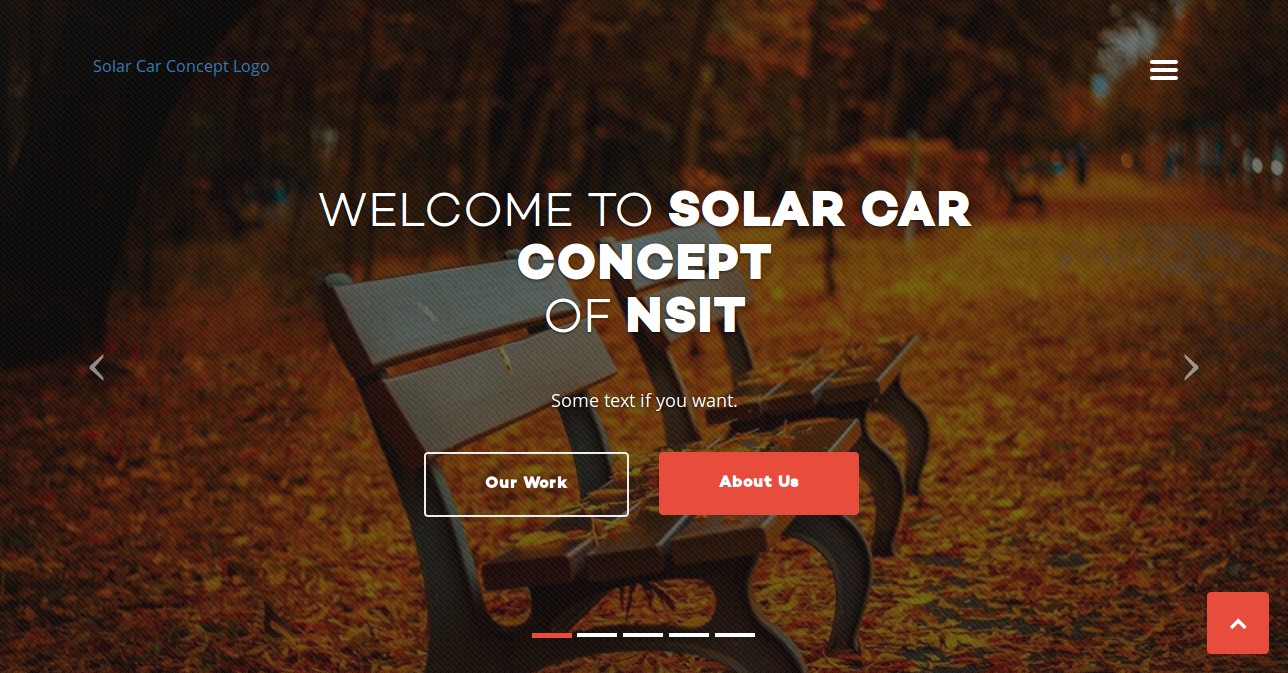 Solar Car Concept Logo
WELCOME TO SOLAR CAR
CONCEPT
OF NSIT
Some text if you want.
Our Work
About Us